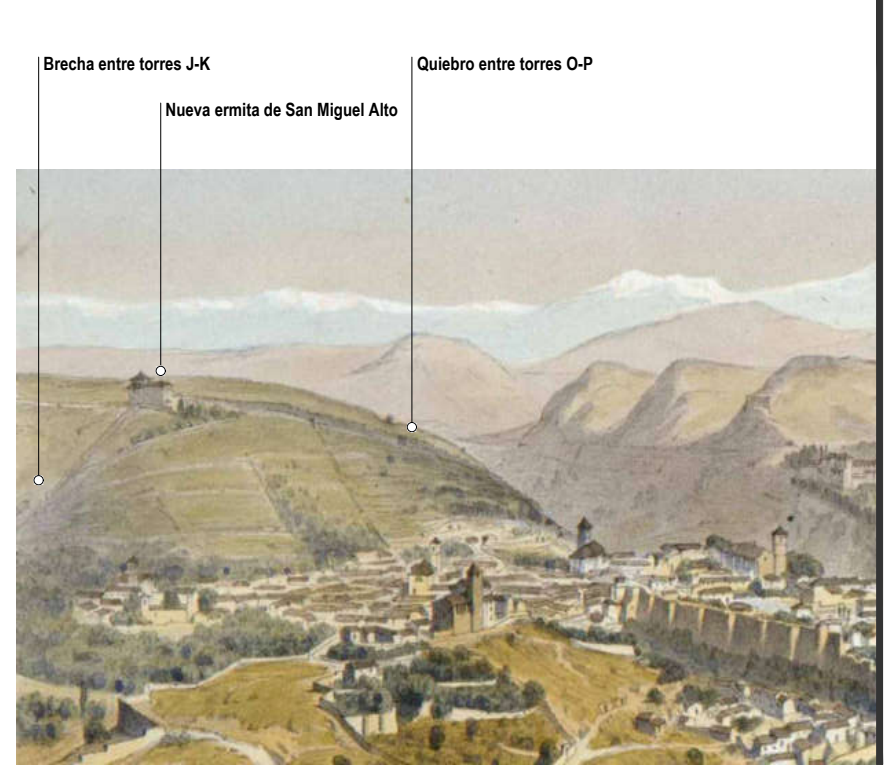 Brecha entre torres J-K
Quiebro entre torres O-P
Nueva ermita de San Miguel Alto